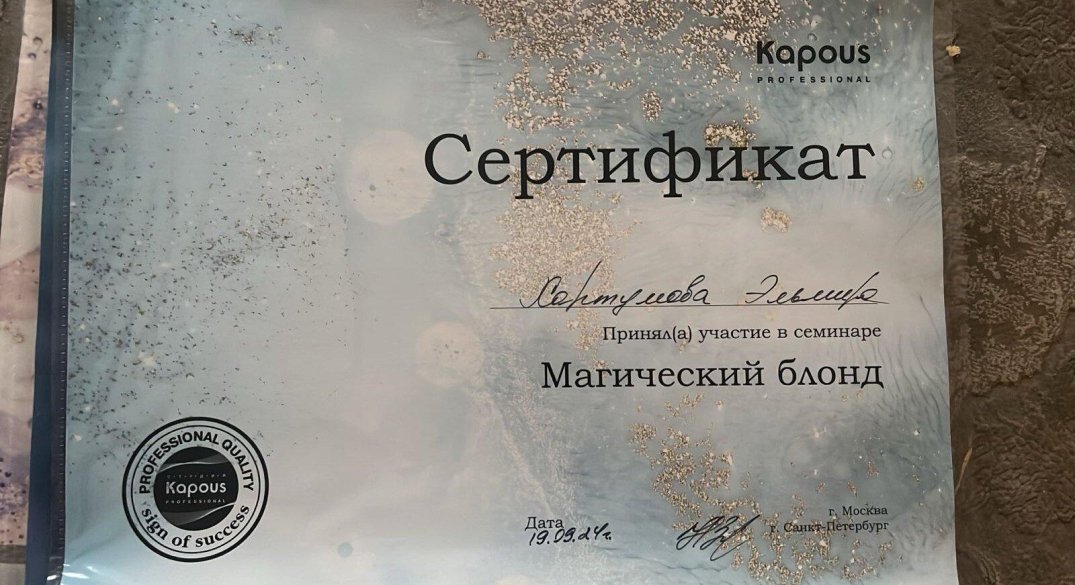 Kapous
PROFESSIONAL
Сертификат
Хартумова Эльмира
Принял(а) участие в семинаре
Магический блонд
PROFESSIONAL QUALITY
Kapous
PROFESSIONAL
sign of success
Дата
19.09.24г.
г. Москва
г. Санкт-Петербург